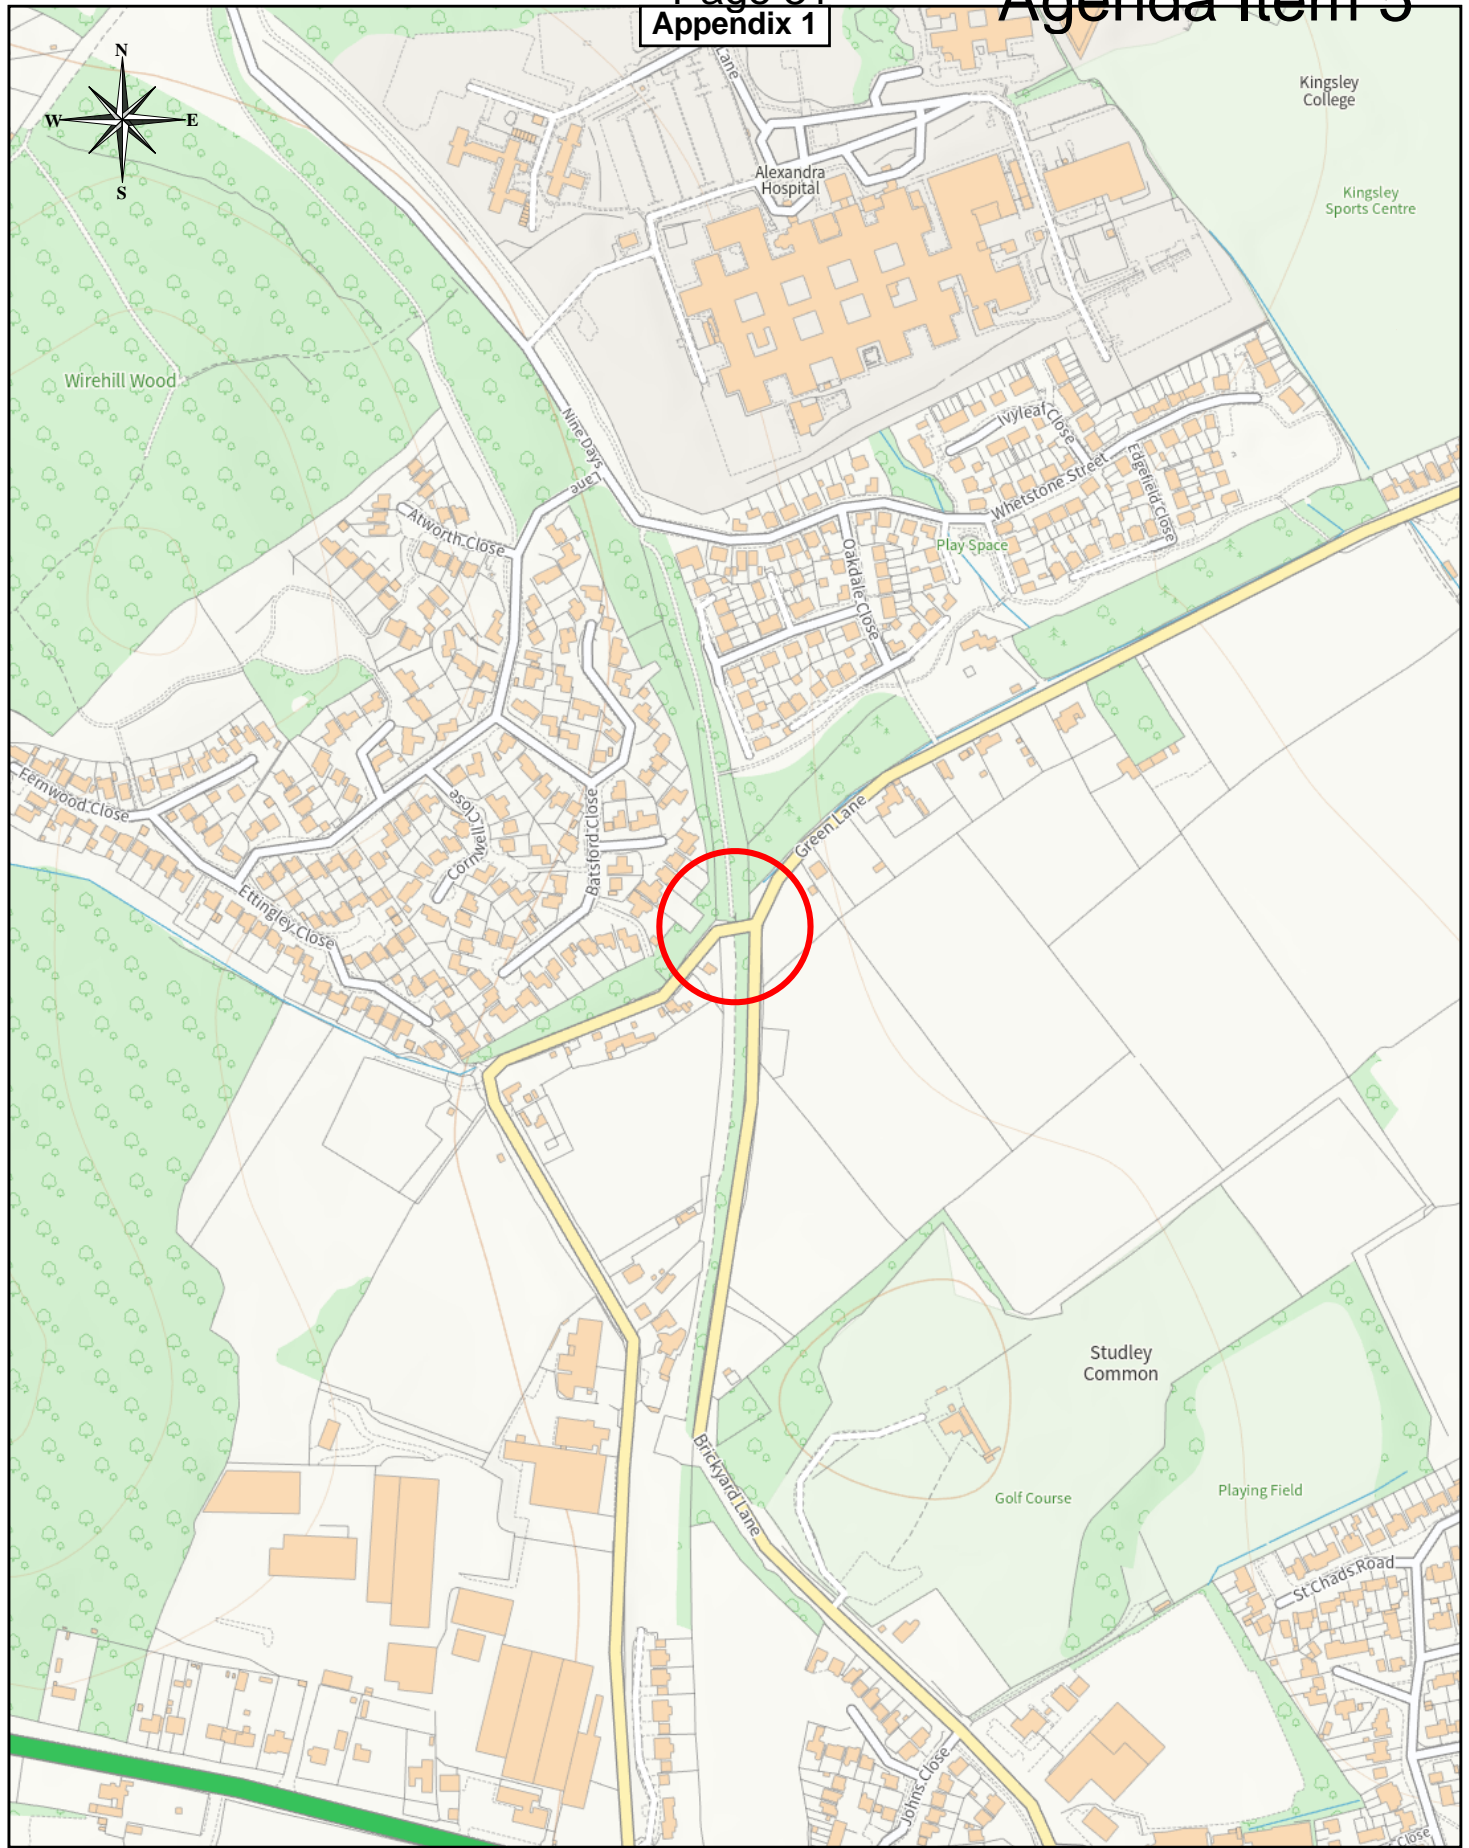 Appendix 1
Agenda Item 5
N
W
E
S
Lane
Kingsley
College
Alexandra
Hospital
Kingsley
Sports Centre
Wirehill Wood
Nine Days
Lane
Ivyleaf Close
Whetstone Street
Edgefield Close
Atworth Close
Oakdale Close
Play Space
Fernwood Close
Cornwell Close
Batsford Close
Green Lane
Ettingley Close
Studley
Common
Brickyard Lane
Golf Course
Playing Field
St Chads Road
Johns Close
Close